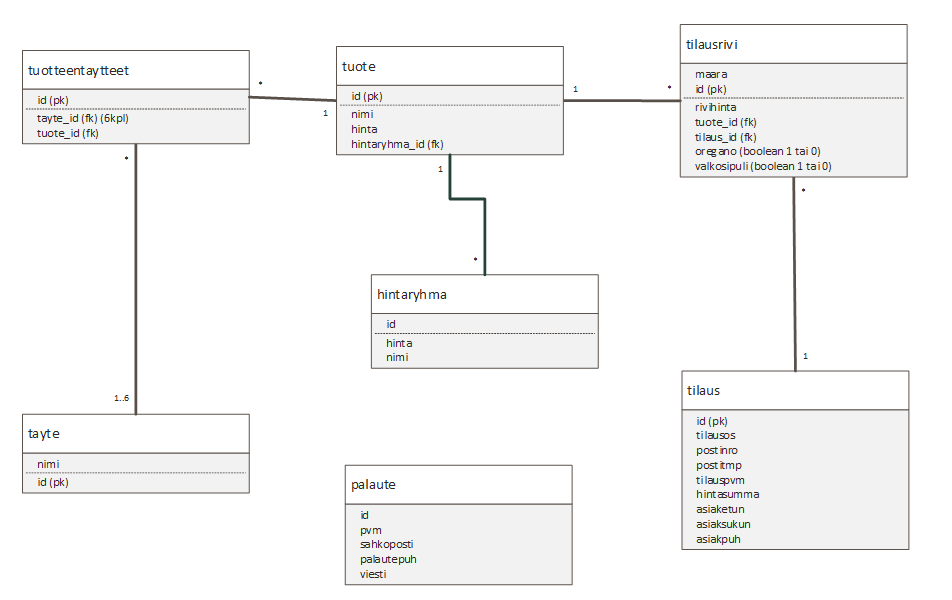 tuotteentaytteet
id (pk)
tayte_id (fk) (6kpl)
tuote_id (fk)
*
1
*
tuote
id (pk)
nimi
hinta
hintaryhma_id (fk)
1
*
1
*
tilausrivi
maara
id (pk)
rivihinta
tuote_id (fk)
tilaus_id (fk)
oregano (boolean 1 tai 0)
valkosipuli (boolean 1 tai 0)
*
1
hintaryhma
id
hinta
nimi
1..6
tayte
nimi
id (pk)
palaute
id
pvm
sahkoposti
palautepuh
viesti
tilaus
id (pk)
tilausos
postinro
postitmp
tilauspvm
hintasumma
asiaketun
asiaksukun
asiakpuh